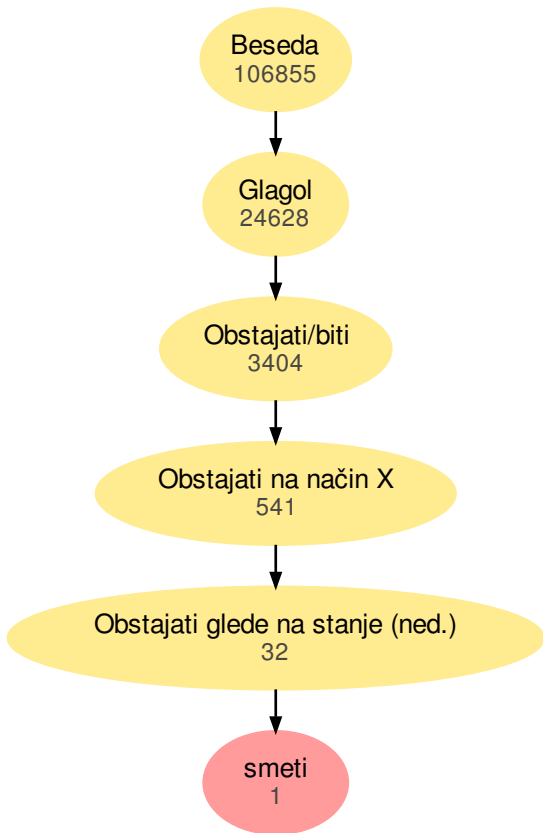 Beseda
106855
Glagol
24628
Obstajati/biti
3404
Obstajati na način X
541
Obstajati glede na stanje (ned.)
32
smeti
1